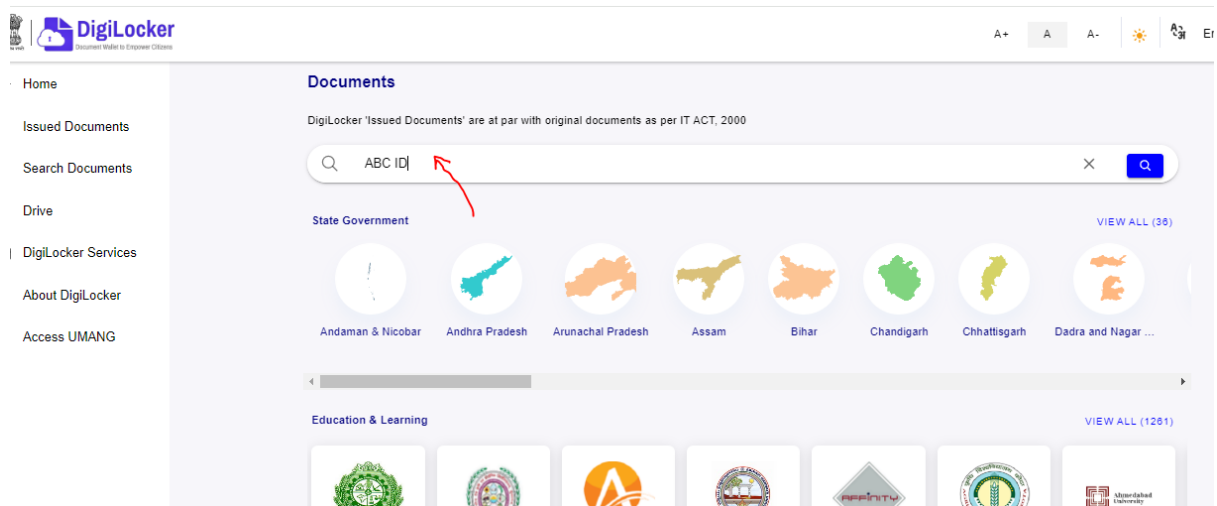 DigiLocker
Document Wallet to Empower Citizens
A+ A A-
Home
Issued Documents
Search Documents
Drive
DigiLocker Services
About DigiLocker
Access UMANG
Documents
DigiLocker 'Issued Documents' are at par with original documents as per IT ACT, 2000
ABC ID
State Government VIEW ALL (36)
Andaman & Nicobar Andhra Pradesh Arunachal Pradesh Assam Bihar Chandigarh Chhattisgarh Dadra and Nagar ...
Education & Learning VIEW ALL (1261)
AFFINITY
Ahmedabad
University